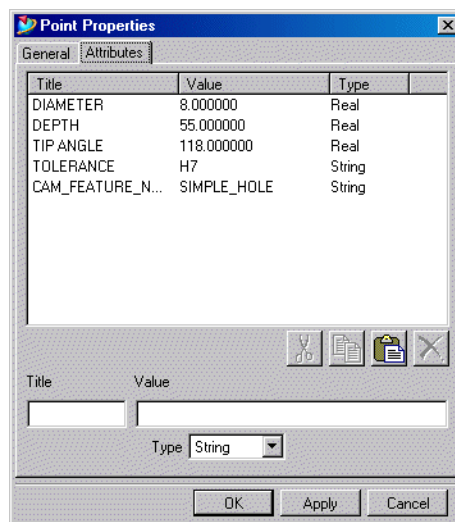 Point Properties
General Attributes
Title Value Type
DIAMETER 8.000000 Real
DEPTH 55.000000 Real
TIP ANGLE 118.000000 Real
TOLERANCE H7 String
CAM_FEATURE_N... SIMPLE_HOLE String
Title Value
Type String
OK Apply Cancel